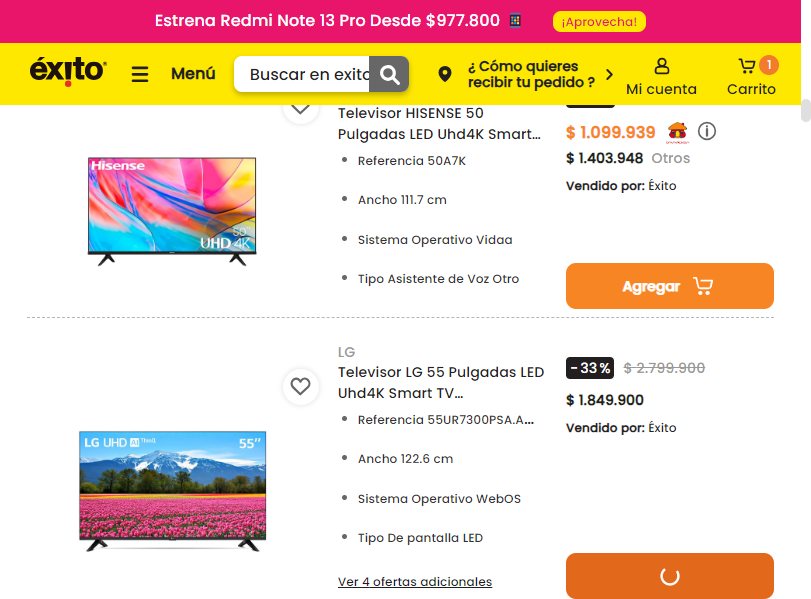 Estrena Redmi Note 13 Pro Desde $977.800
¡Aprovecha!
éxito
Menú
Buscar en exito
¿ Cómo quieres
recibir tu pedido ?
Mi cuenta
1
Carrito
Televisor HISENSE 50
Pulgadas LED Uhd4K Smart...
Referencia 50A7K
Ancho 111.7 cm
Sistema Operativo Vidaa
Tipo Asistente de Voz Otro
Hisense
50"
UHD 4K
$ 1.099.939
$ 1.403.948 Otros
Vendido por: Éxito
Agregar
LG
Televisor LG 55 Pulgadas LED
Uhd4K Smart TV...
Referencia 55UR7300PSA.A...
Ancho 122.6 cm
Sistema Operativo WebOS
Tipo De pantalla LED
Ver 4 ofertas adicionales
LG UHD AI ThinQ
55"
-33% $ 2.799.900
$ 1.849.900
Vendido por: Éxito